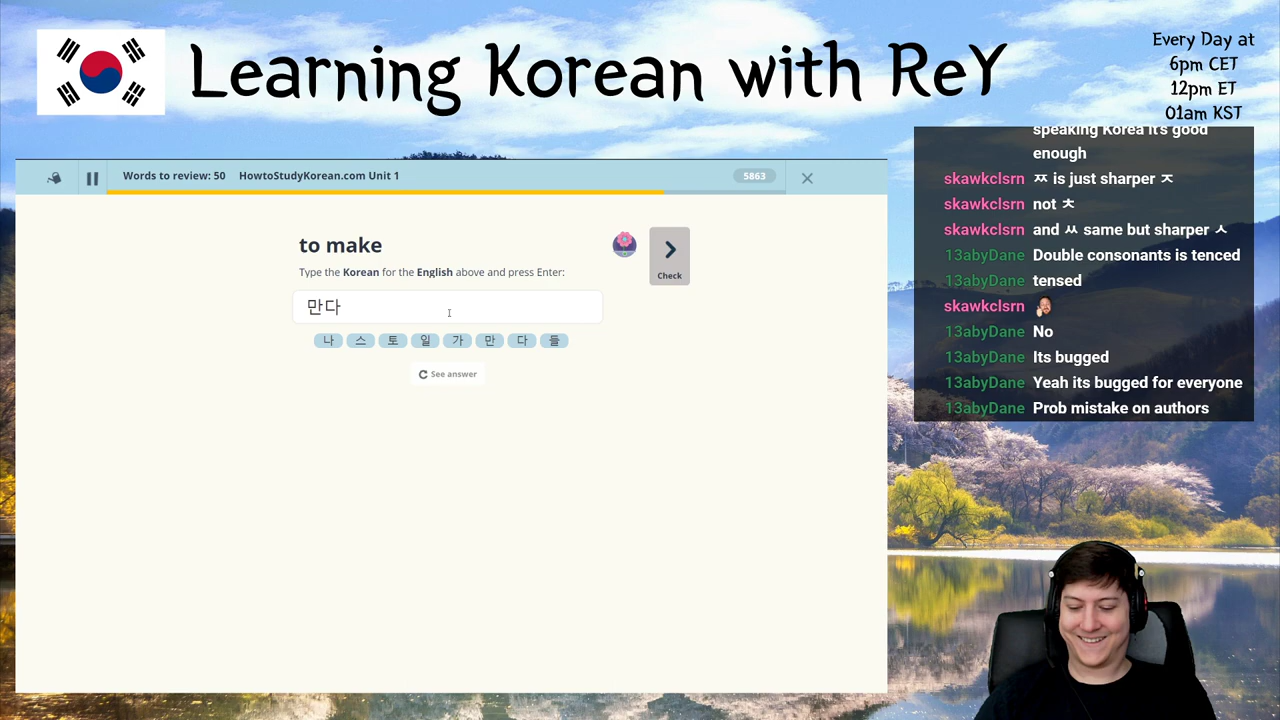 Learning Korean with ReY
Every Day at
6pm CET
12pm ET
01am KST
Words to review: 50 HowtoStudyKorean.com Unit 1
5863
to make
Type the Korean for the English above and press Enter:
Check
만다
나 스 토 일 가 만 다 들
See answer
speaking Korea it's good
enough
skawkclsrn ㅉ is just sharper ㅈ
skawkclsrn not ㅊ
skawkclsrn and ㅆ same but sharper ㅅ
13abyDane Double consonants is tenced
13abyDane tensed
skawkclsrn
13abyDane No
13abyDane Its bugged
13abyDane Yeah its bugged for everyone
13abyDane Prob mistake on authors